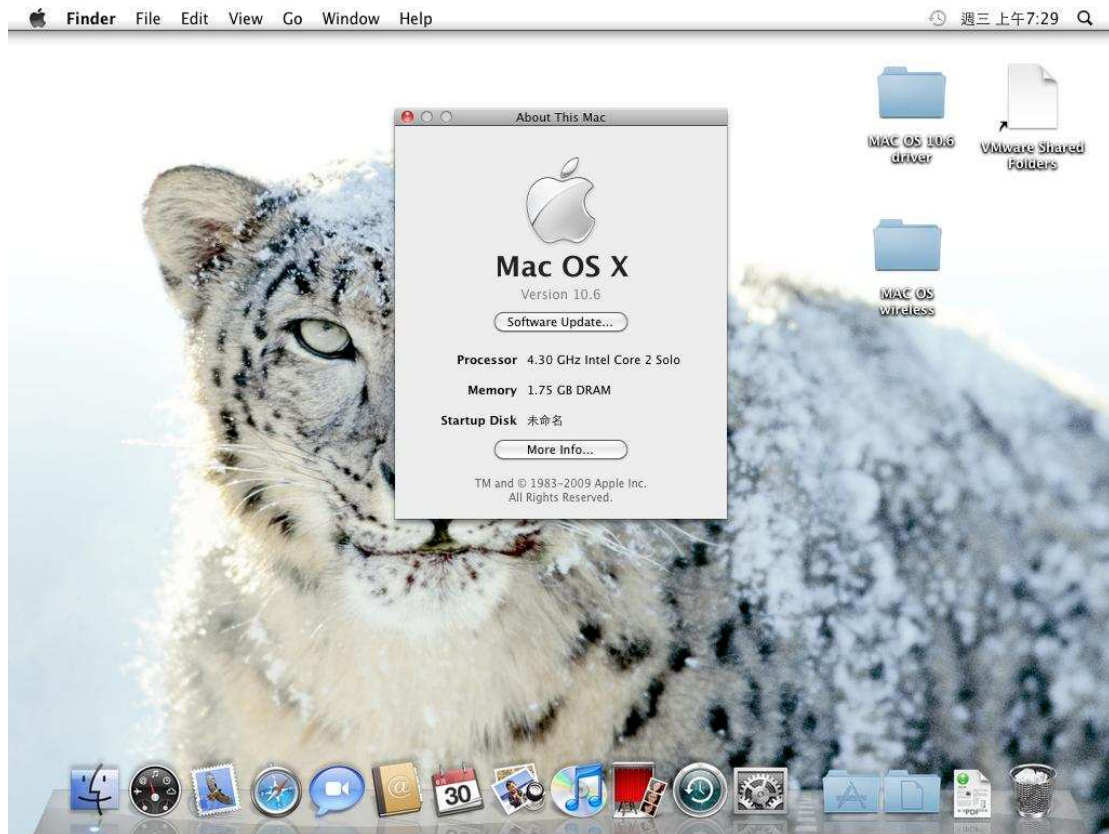 Finder File Edit View Go Window Help
週三 上午7:29
MAC OS 10.6
driver
VMware Shared
Folders
MAC OS
wireless
About This Mac
Mac OS X
Version 10.6
Software Update...
Processor 4.30 GHz Intel Core 2 Solo
Memory 1.75 GB DRAM
Startup Disk 未命名
More Info...
TM and © 1983–2009 Apple Inc.
All Rights Reserved.
30
PDF